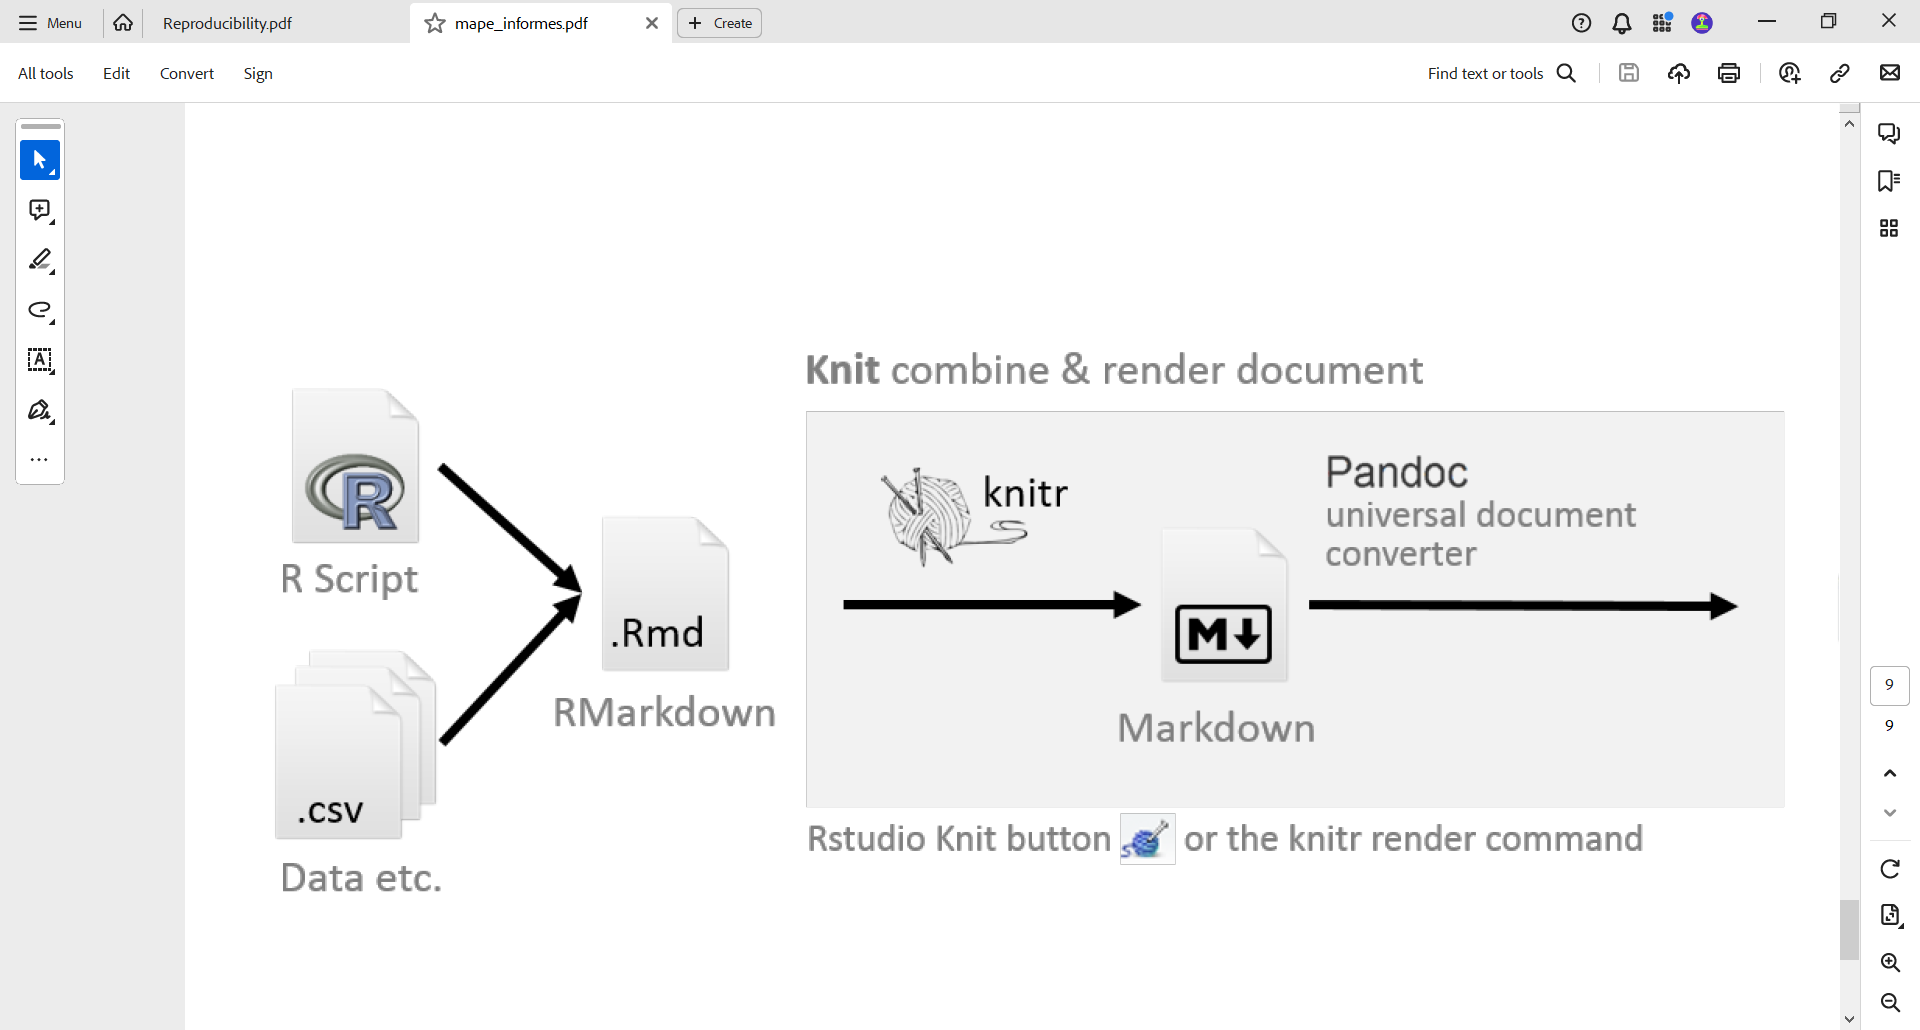 Menu
Reproducibility.pdf
mape_informes.pdf
Create
All tools
Edit
Convert
Sign
Find text or tools
Knit combine & render document
R
R Script
.Rmd
RMarkdown
.csv
Data etc.
knitr
M
Markdown
Pandoc
universal document
converter
Rstudio Knit button or the knitr render command
A
9
9